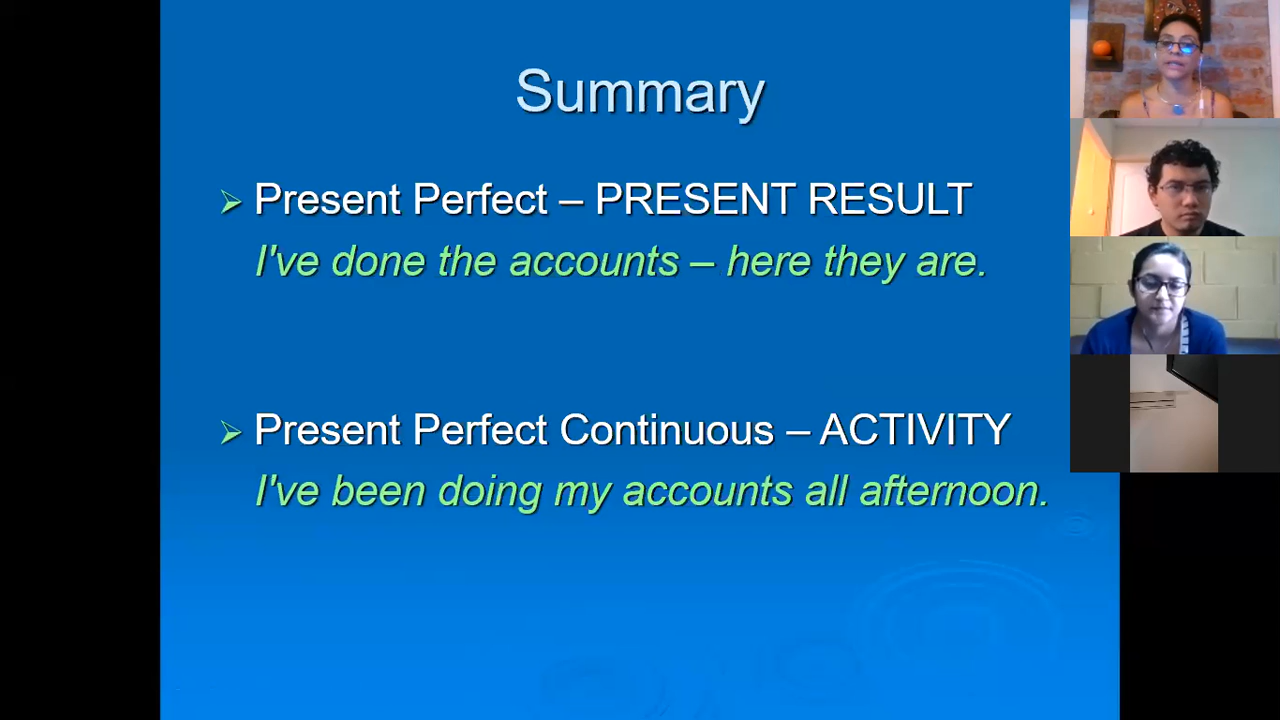 Summary
Present Perfect – PRESENT RESULT
I've done the accounts – here they are.
Present Perfect Continuous – ACTIVITY
I've been doing my accounts all afternoon.